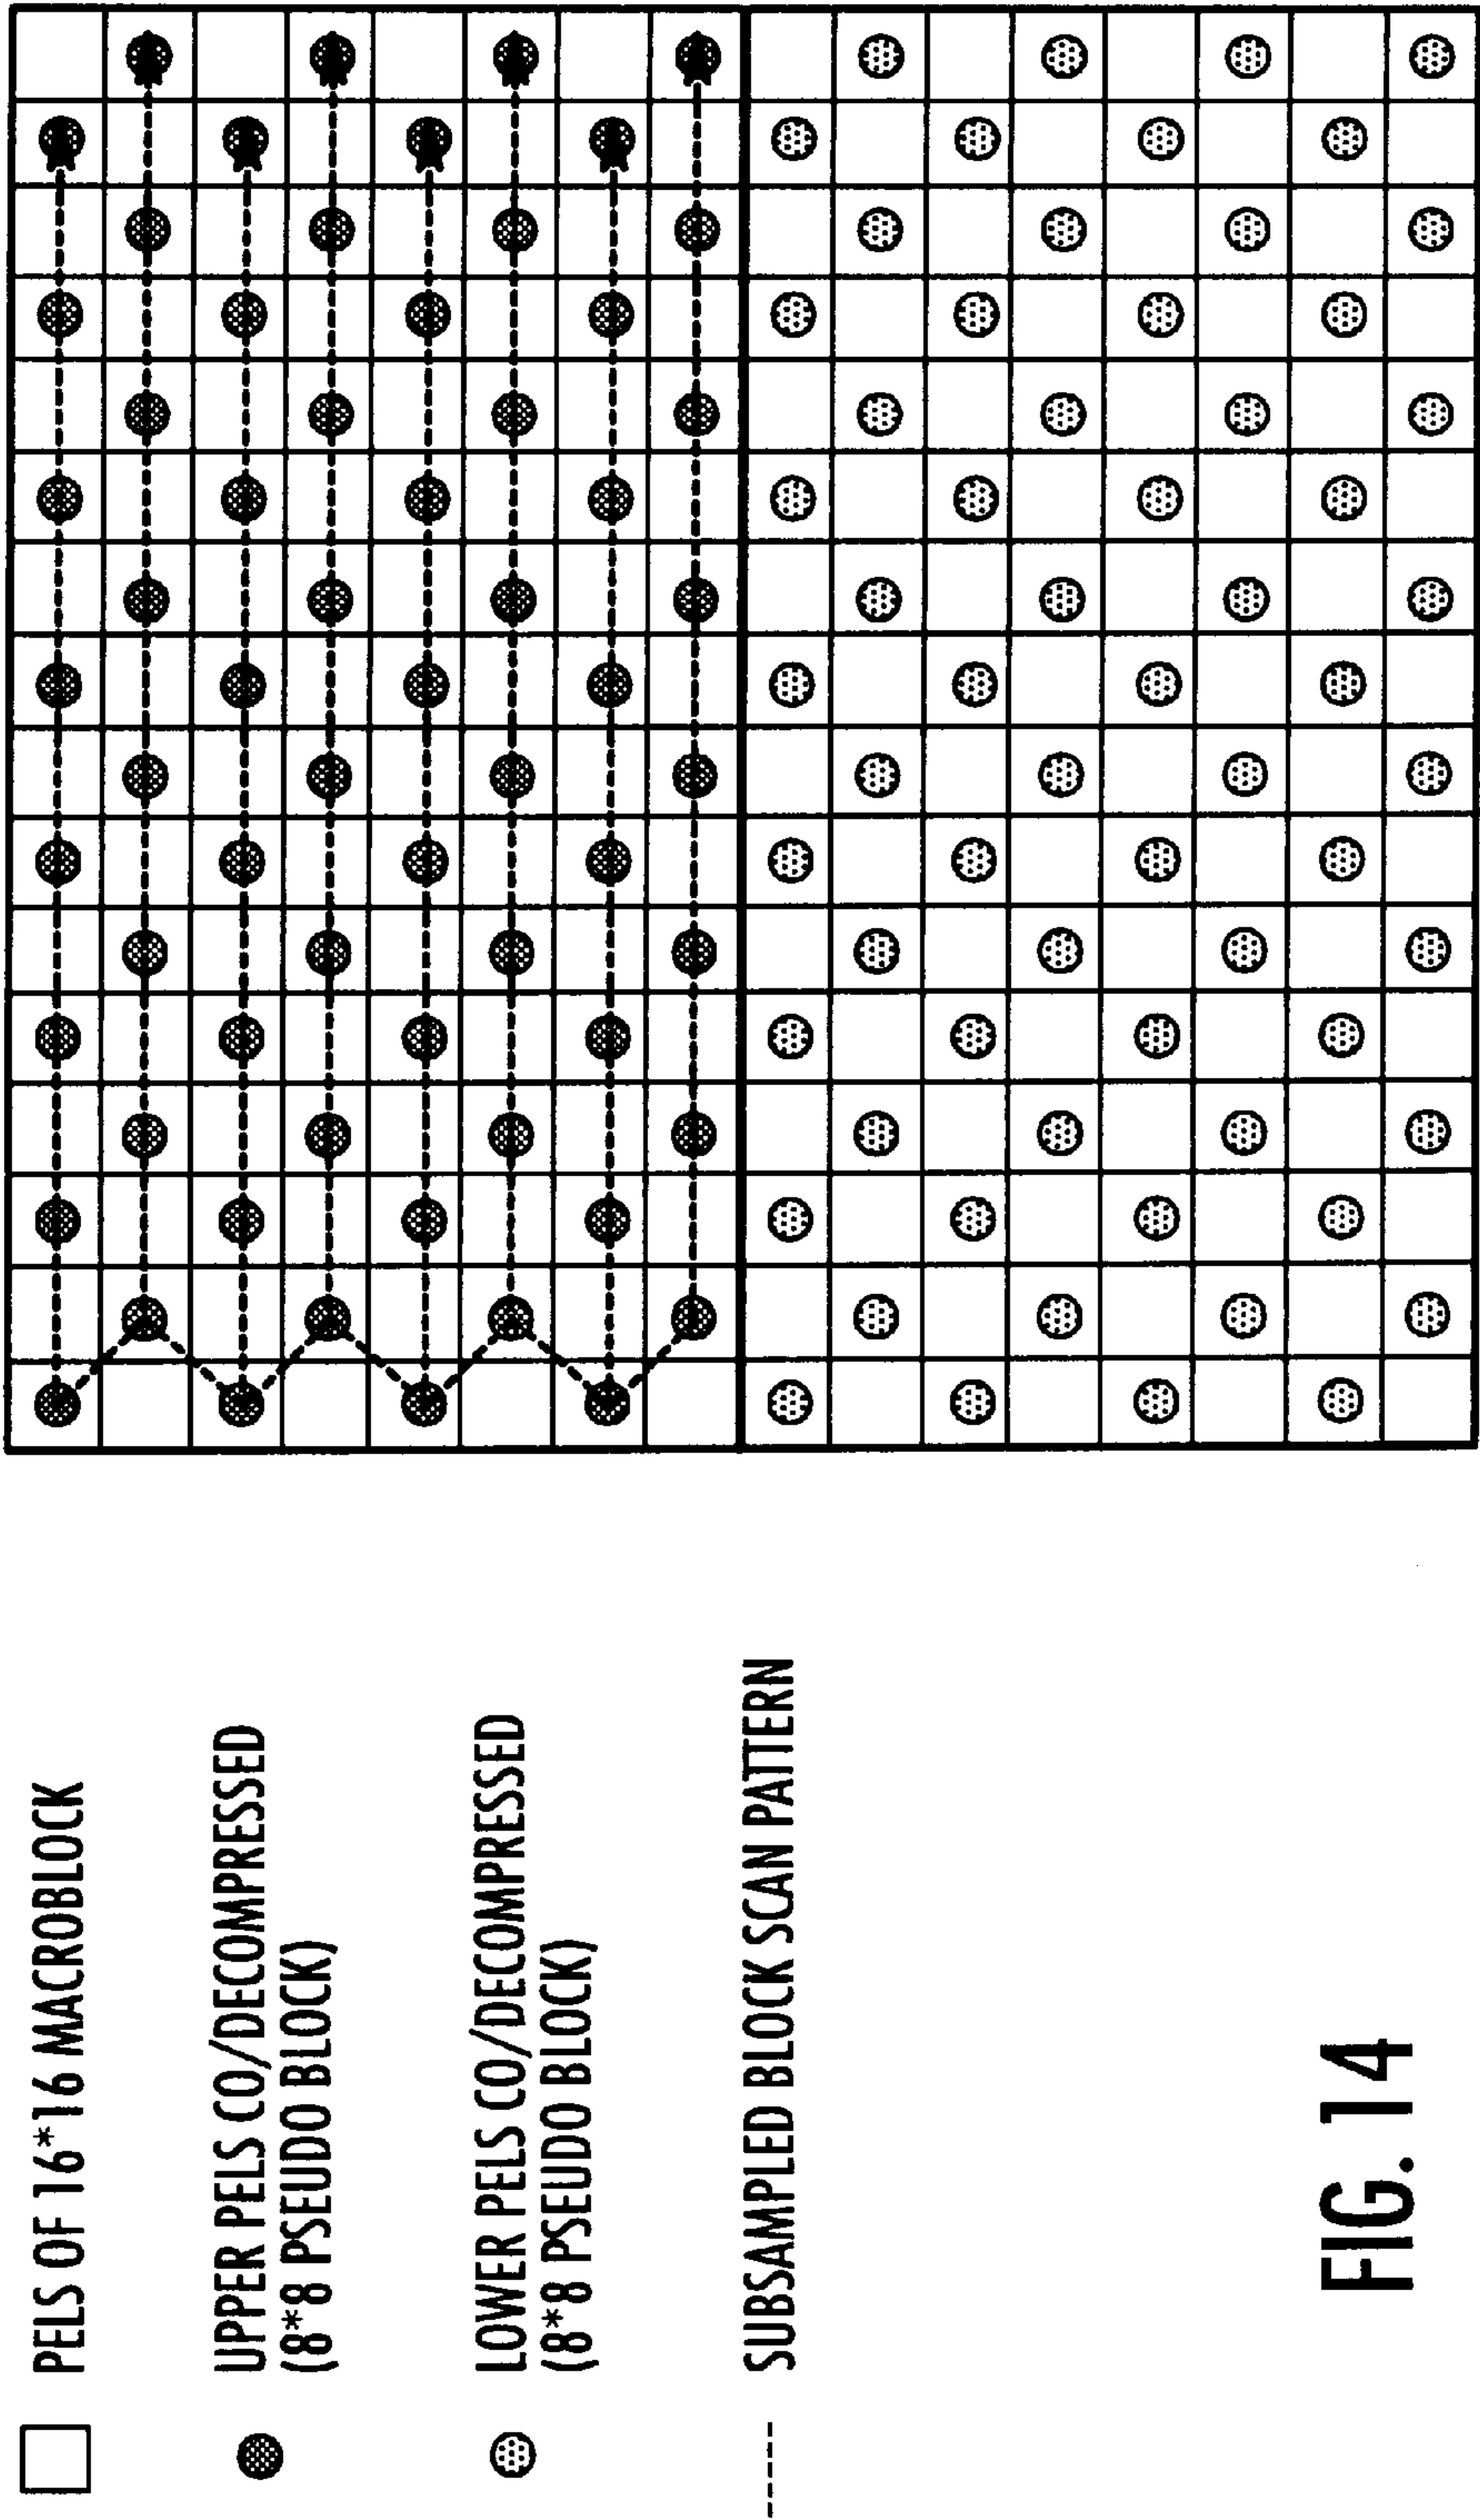 PELS OF 16*16 MACROBLOCK
UPPER PELS CO/DECOMPRESSED
(8*8 PSEUDO BLOCK)
LOWER PELS CO/DECOMPRESSED
(8*8 PSEUDO BLOCK)
SUBSAMPLED BLOCK SCAN PATTERN
FIG. 14